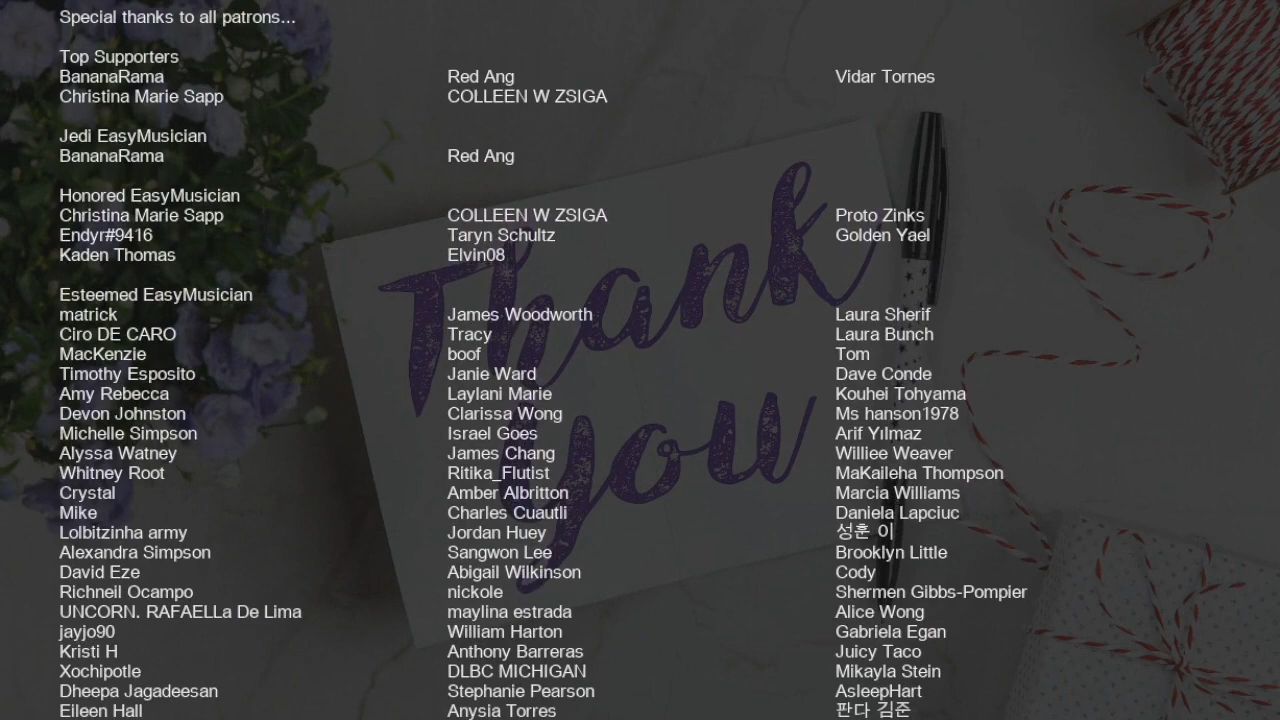 Special thanks to all patrons...
Top Supporters
BananaRama Red Ang Vidar Tornes
Christina Marie Sapp COLLEEN W ZSIGA
Jedi EasyMusician
BananaRama Red Ang
Honored EasyMusician
Christina Marie Sapp COLLEEN W ZSIGA Proto Zinks
Endyr#9416 Taryn Schultz Golden Yael
Kaden Thomas Elvin08
Esteemed EasyMusician
matrick James Woodworth Laura Sherif
Ciro DE CARO Tracy Laura Bunch
MacKenzie boof Tom
Timothy Esposito Janie Ward Dave Conde
Amy Rebecca Laylani Marie Kouhei Tohyama
Devon Johnston Clarissa Wong Ms hanson1978
Michelle Simpson Israel Goes Arif Yılmaz
Alyssa Watney James Chang Williee Weaver
Whitney Root Ritika_Flutist MaKaileha Thompson
Crystal Amber Albritton Marcia Williams
Mike Charles Cuautli Daniela Lapciuc
Lolbitzinha army Jordan Huey 성훈 이
Alexandra Simpson Sangwon Lee Brooklyn Little
David Eze Abigail Wilkinson Cody
Richneil Ocampo nickole Shermen Gibbs-Pompier
UNCORN. RAFAELLa De Lima maylina estrada Alice Wong
jayjo90 William Harton Gabriela Egan
Kristi H Anthony Barreras Juicy Taco
Xochipotle DLBC MICHIGAN Mikayla Stein
Dheepa Jagadeesan Stephanie Pearson AsleepHart
Eileen Hall Anysia Torres 판다 김준
Thank
you